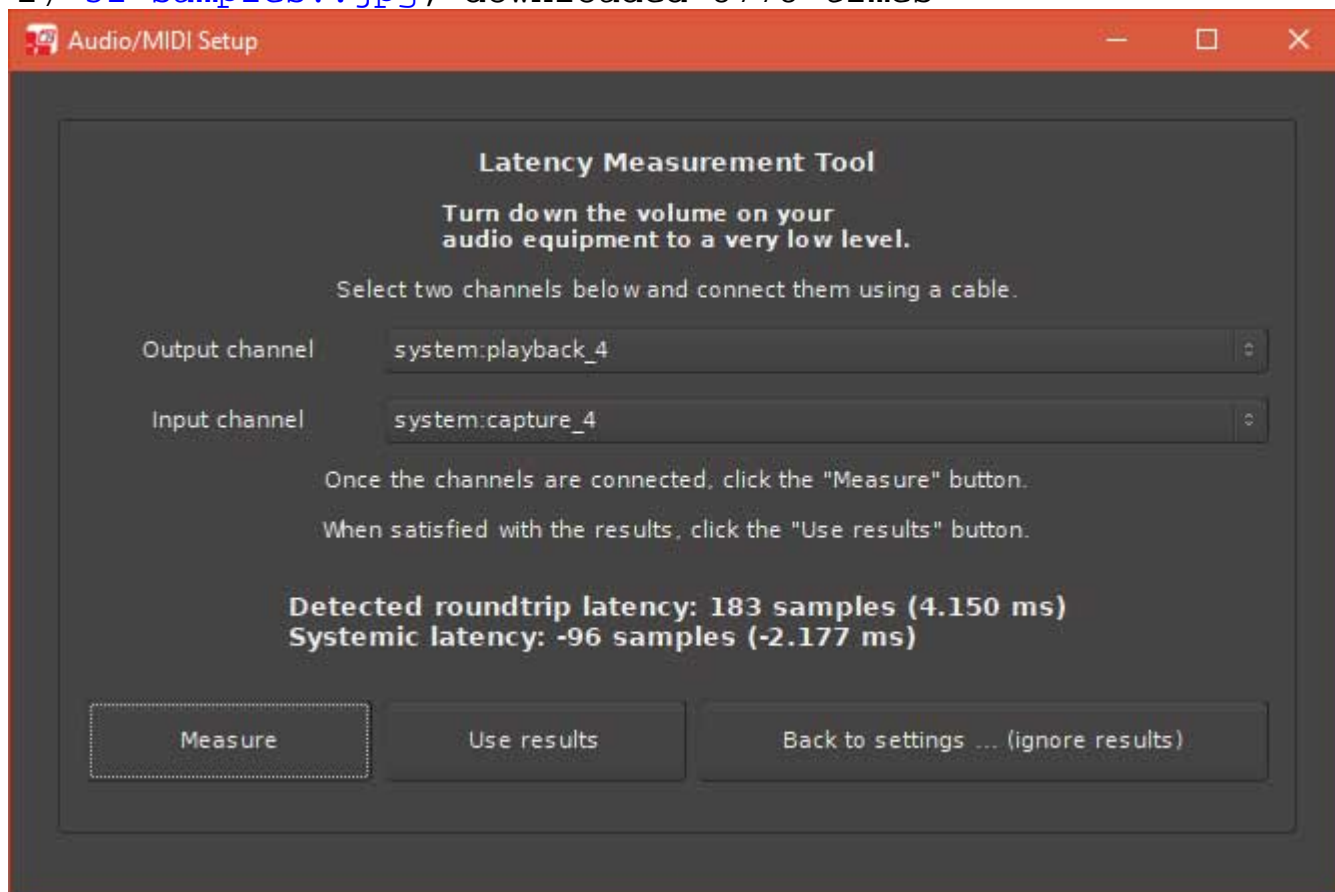 Audio/MIDI Setup
Latency Measurement Tool
Turn down the volume on your
audio equipment to a very low level.
Select two channels below and connect them using a cable.
Output channel system:playback_4
Input channel system:capture_4
Once the channels are connected, click the "Measure" button.
When satisfied with the results, click the "Use results" button.
Detected roundtrip latency: 183 samples (4.150 ms)
Systemic latency: -96 samples (-2.177 ms)
Measure Use results Back to settings ... (ignore results)